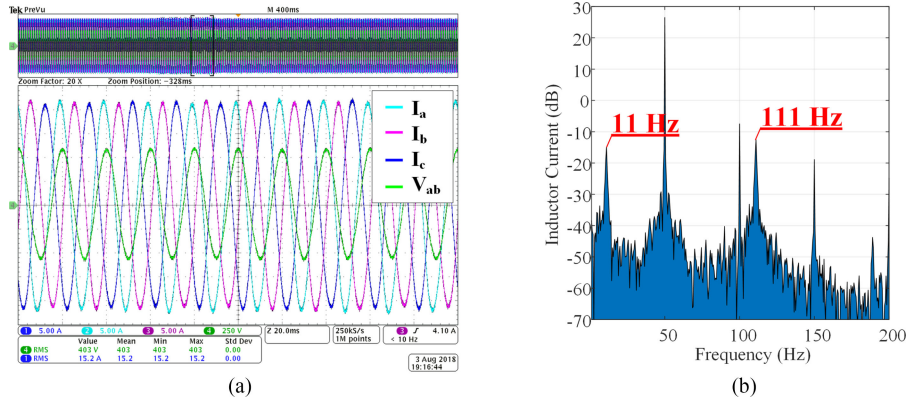 Tek PreVu
M 400ms
Zoom Factor: 20 X
Zoom Position: -328ms
Ia
Ib
Ic
Vab
1 5.00 A
2 5.00 A
3 5.00 A
4 250 V
Z 20.0ms
250kS/s
1M points
3
4.10 A
< 10 Hz
Value Mean Min Max Std Dev
4 RMS 403 V 403 403 403 0.00
1 RMS 15.2 A 15.2 15.2 15.2 0.00
3 Aug 2018
19:16:44
(a)
30
20
10
0
-10
-20
-30
-40
-50
-60
-70
Inductor Current (dB)
11 Hz
111 Hz
50
100
150
200
Frequency (Hz)
(b)